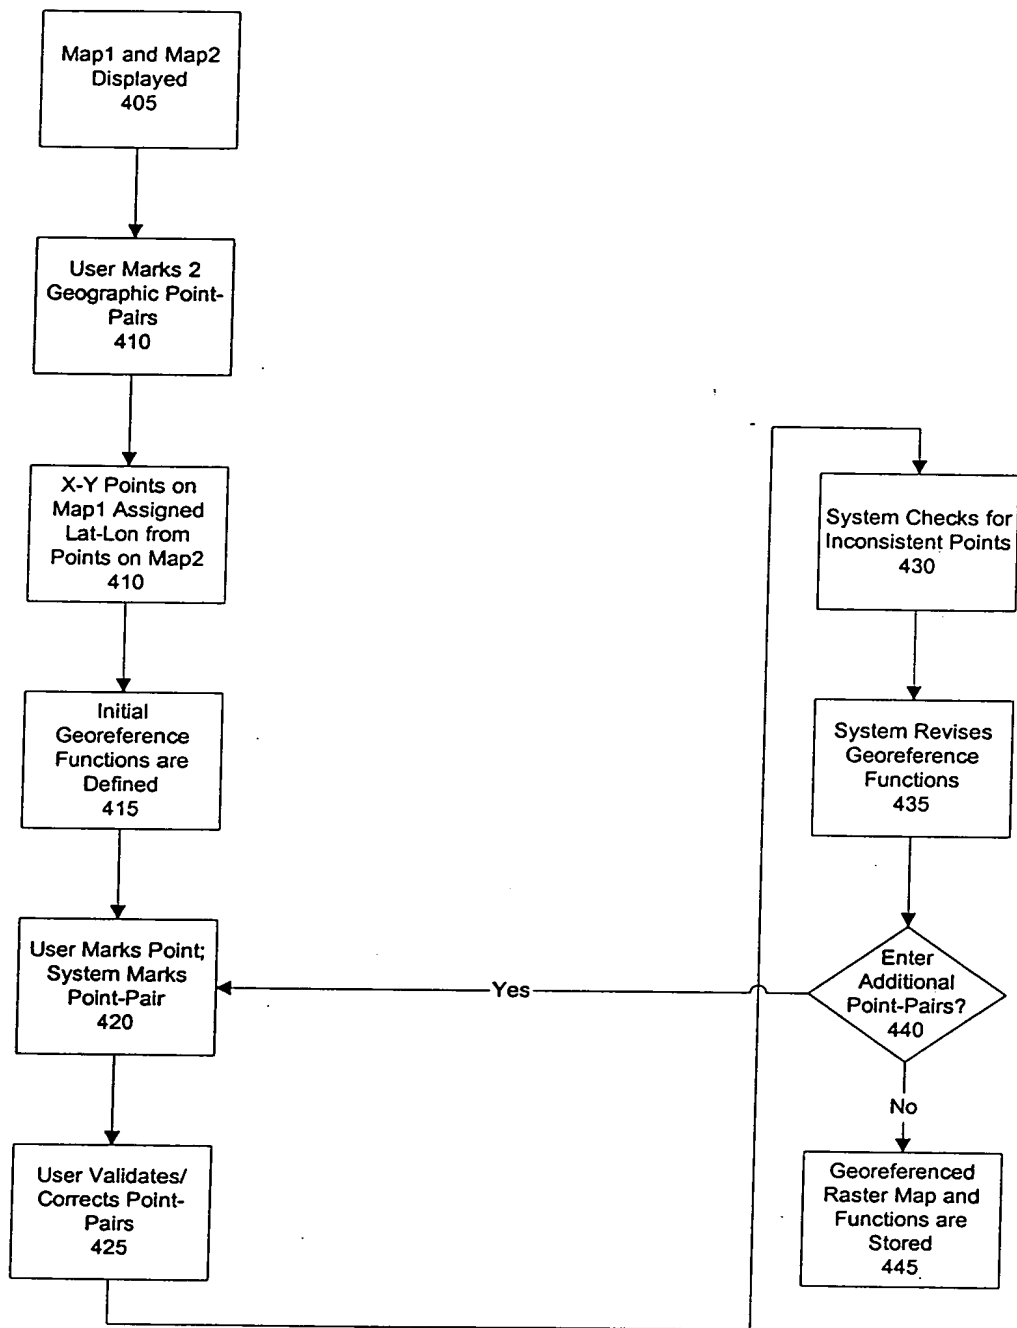 Map1 and Map2
Displayed
405
User Marks 2
Geographic Point-
Pairs
410
X-Y Points on
Map1 Assigned
Lat-Lon from
Points on Map2
410
Initial
Georeference
Functions are
Defined
415
User Marks Point;
System Marks
Point-Pair
420
User Validates/
Corrects Point-
Pairs
425
System Checks for
Inconsistent Points
430
System Revises
Georeference
Functions
435
Enter
Additional
Point-Pairs?
440
Yes
No
Georeferenced
Raster Map and
Functions are
Stored
445